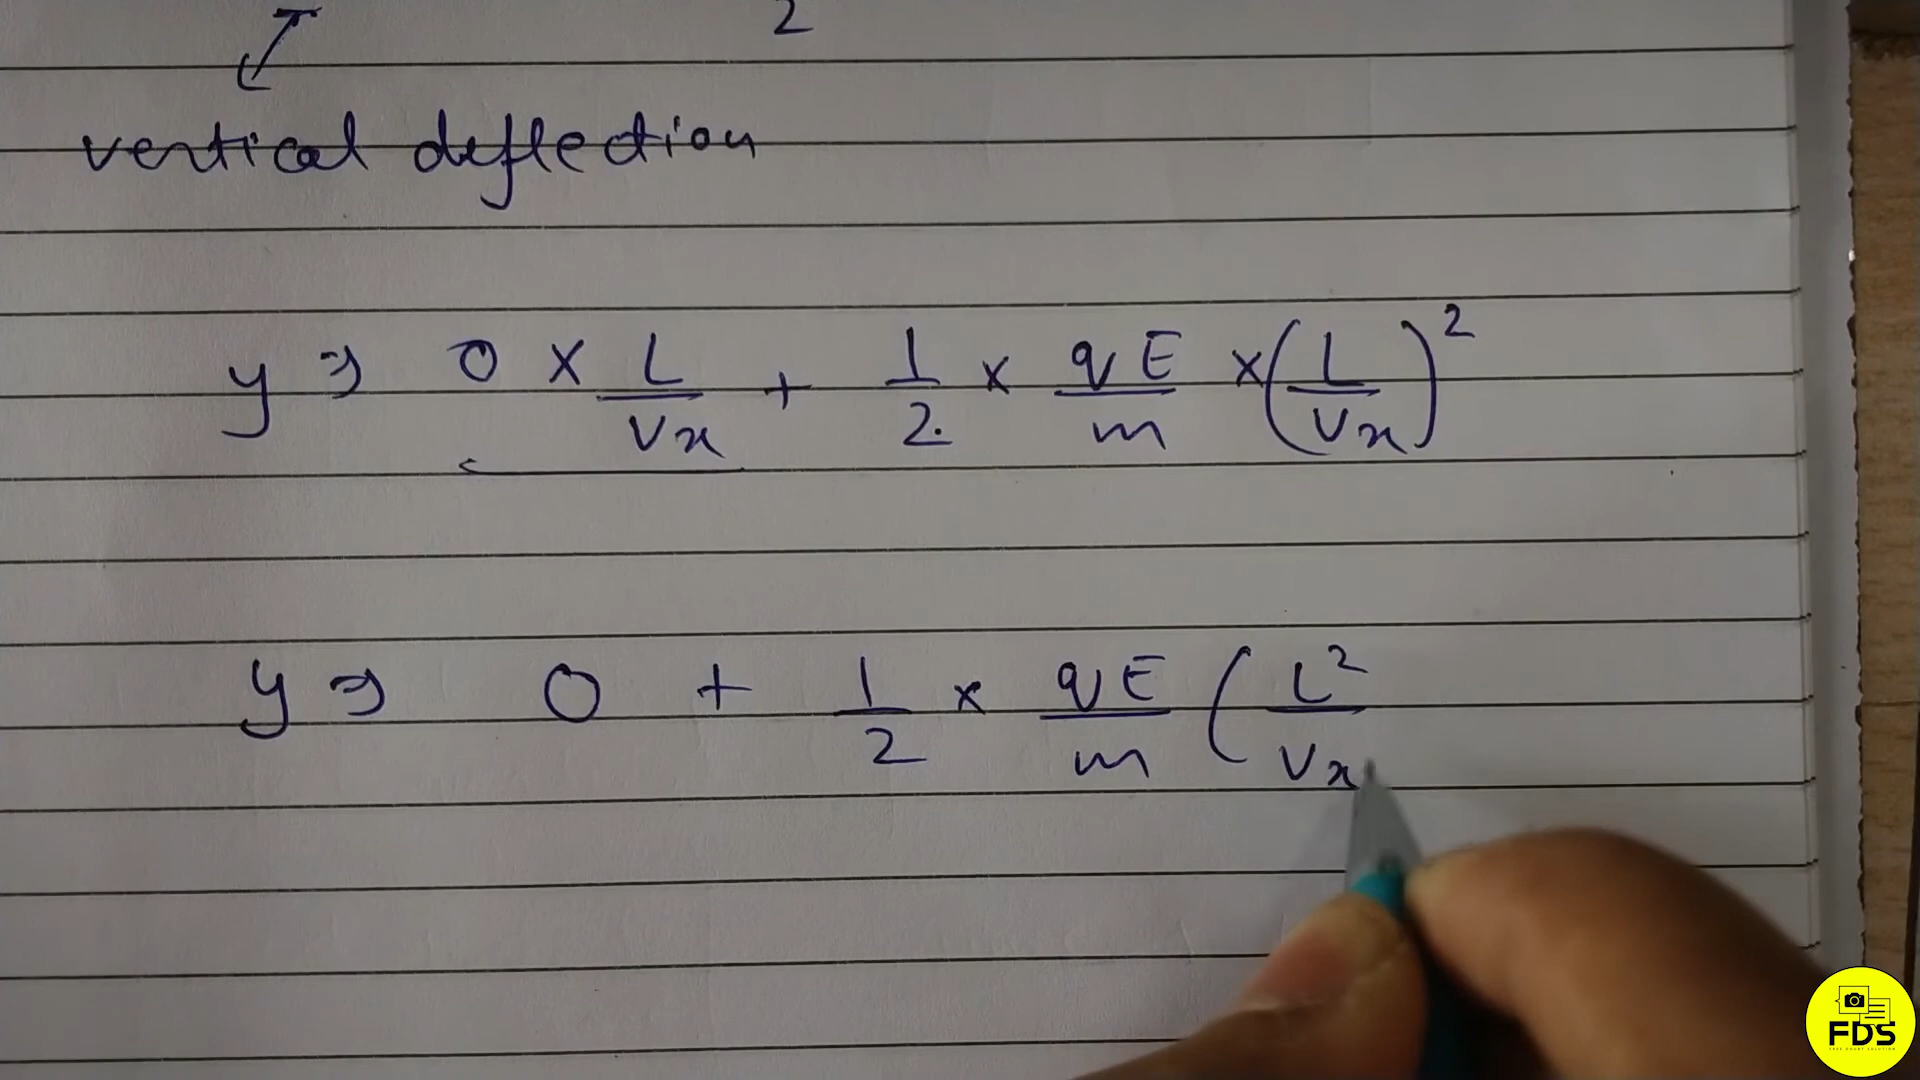 2
vertical deflection
y ⇒ 0 × L/vx + 1/2 × qE/m × (L/vx)²
y ⇒ 0 + 1/2 × qE/m (L²/vx
FDS